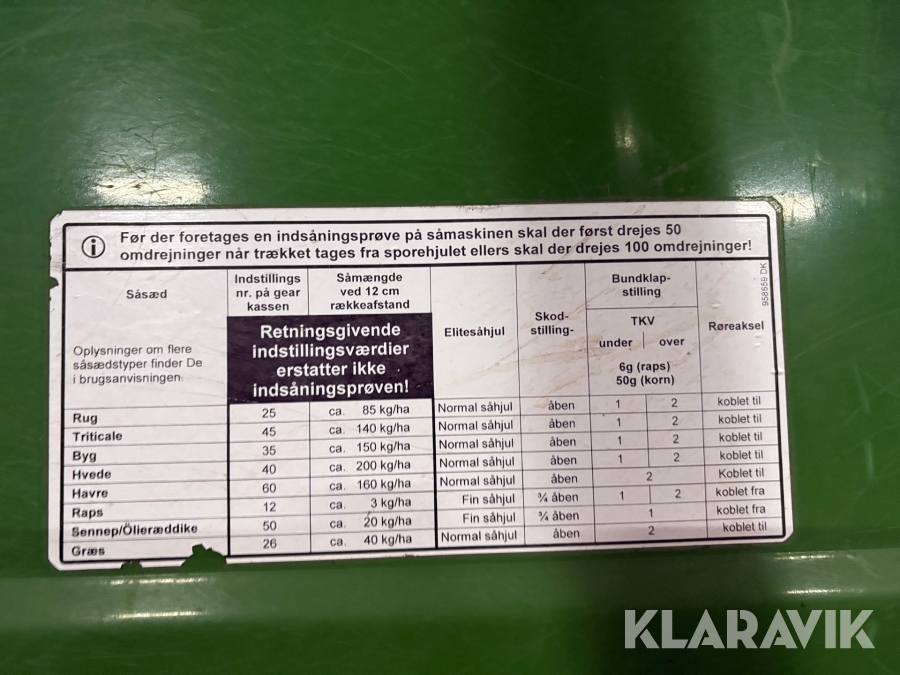 Før der foretages en indsåningsprøve på såmaskinen skal der først drejes 50
omdrejninger når trækket tages fra sporehjulet ellers skal der drejes 100 omdrejninger!
Såsæd
Indstillings
nr. på gear
kassen
Såmængde
ved 12 cm
rækkeafstand
Elitesåhjul
Skod-
stilling-
Bundklap-
stilling
TKV
under over
6g (raps)
50g (korn)
Røreaksel
958659 DK
Oplysninger om flere
såsædstyper finder De
i brugsanvisningen.
Retningsgivende
indstillingsværdier
erstatter ikke
indsåningsprøven!
Rug 25 ca. 85 kg/ha Normal såhjul åben 1 2 koblet til
Triticale 45 ca. 140 kg/ha Normal såhjul åben 1 2 koblet til
Byg 35 ca. 150 kg/ha Normal såhjul åben 1 2 koblet til
Hvede 40 ca. 200 kg/ha Normal såhjul åben 1 2 koblet til
Havre 60 ca. 160 kg/ha Normal såhjul åben 2 Koblet til
Raps 12 ca. 3 kg/ha Fin såhjul ¾ åben 1 2 koblet fra
Sennep/Ölieræddike 50 ca. 20 kg/ha Fin såhjul ¾ åben 1 koblet fra
Græs 26 ca. 40 kg/ha Normal såhjul åben 2 koblet til
KLARAVIK